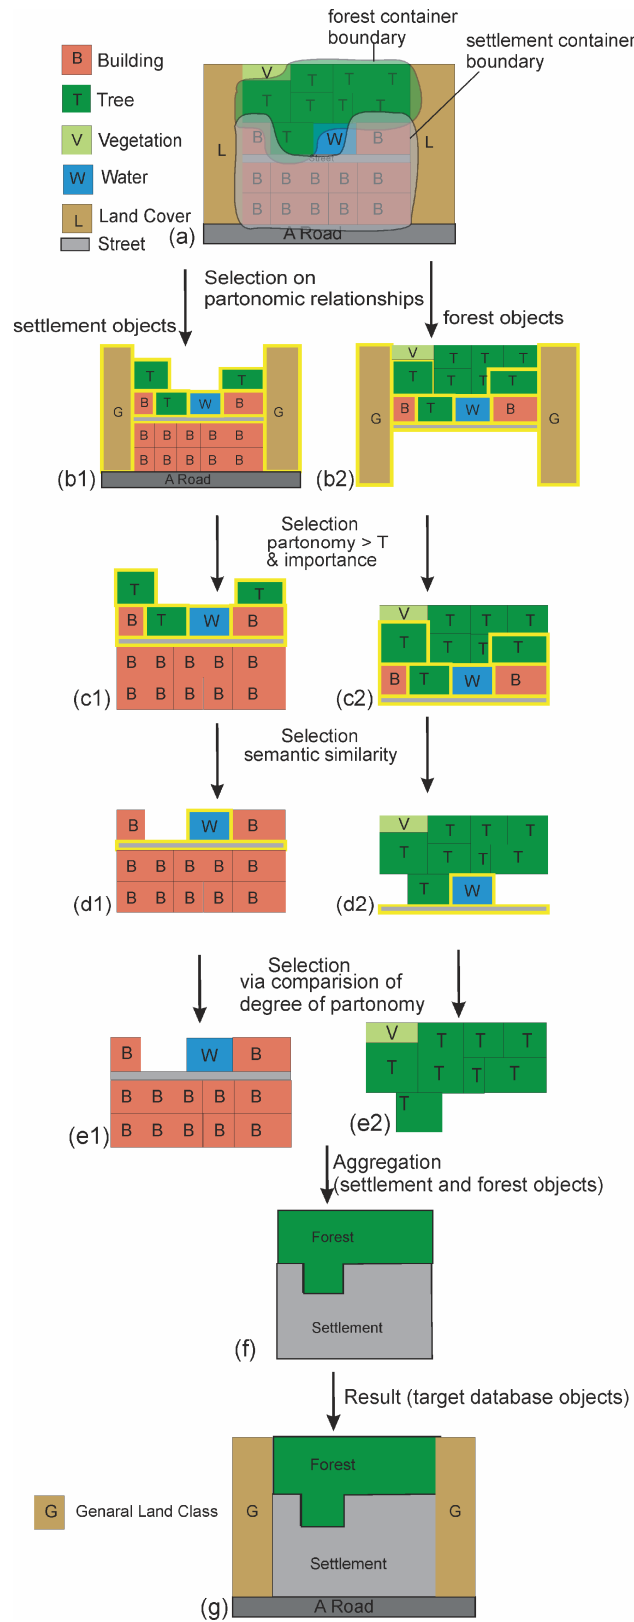 forest container
boundary
settlement container
boundary
B Building
T Tree
V Vegetation
W Water
L Land Cover
Street
V T T T
T T T T
B T W B
L L
Street
B B B B B
B B B B B
A Road
(a)
Selection on
partonomic relationships
settlement objects
forest objects
T T
B T W B
G G
B B B B B
B B B B B
A Road
(b1)
V T T T
T T T T
B T W B
G G
(b2)
Selection
partonomy > T
& importance
T T
B T W B
B B B B B
B B B B B
(c1)
V T T T
T T T T
B T W B
(c2)
Selection
semantic similarity
B W B
B B B B B
B B B B B
(d1)
V T T T
T T T T
T W
(d2)
Selection
via comparision of
degree of partonomy
B W B
B B B B B
B B B B B
(e1)
V T T T
T T T T
T
(e2)
Aggregation
(settlement and forest objects)
Forest
Settlement
(f)
Result (target database objects)
Forest
G G
Settlement
A Road
(g)
G Genaral Land Class